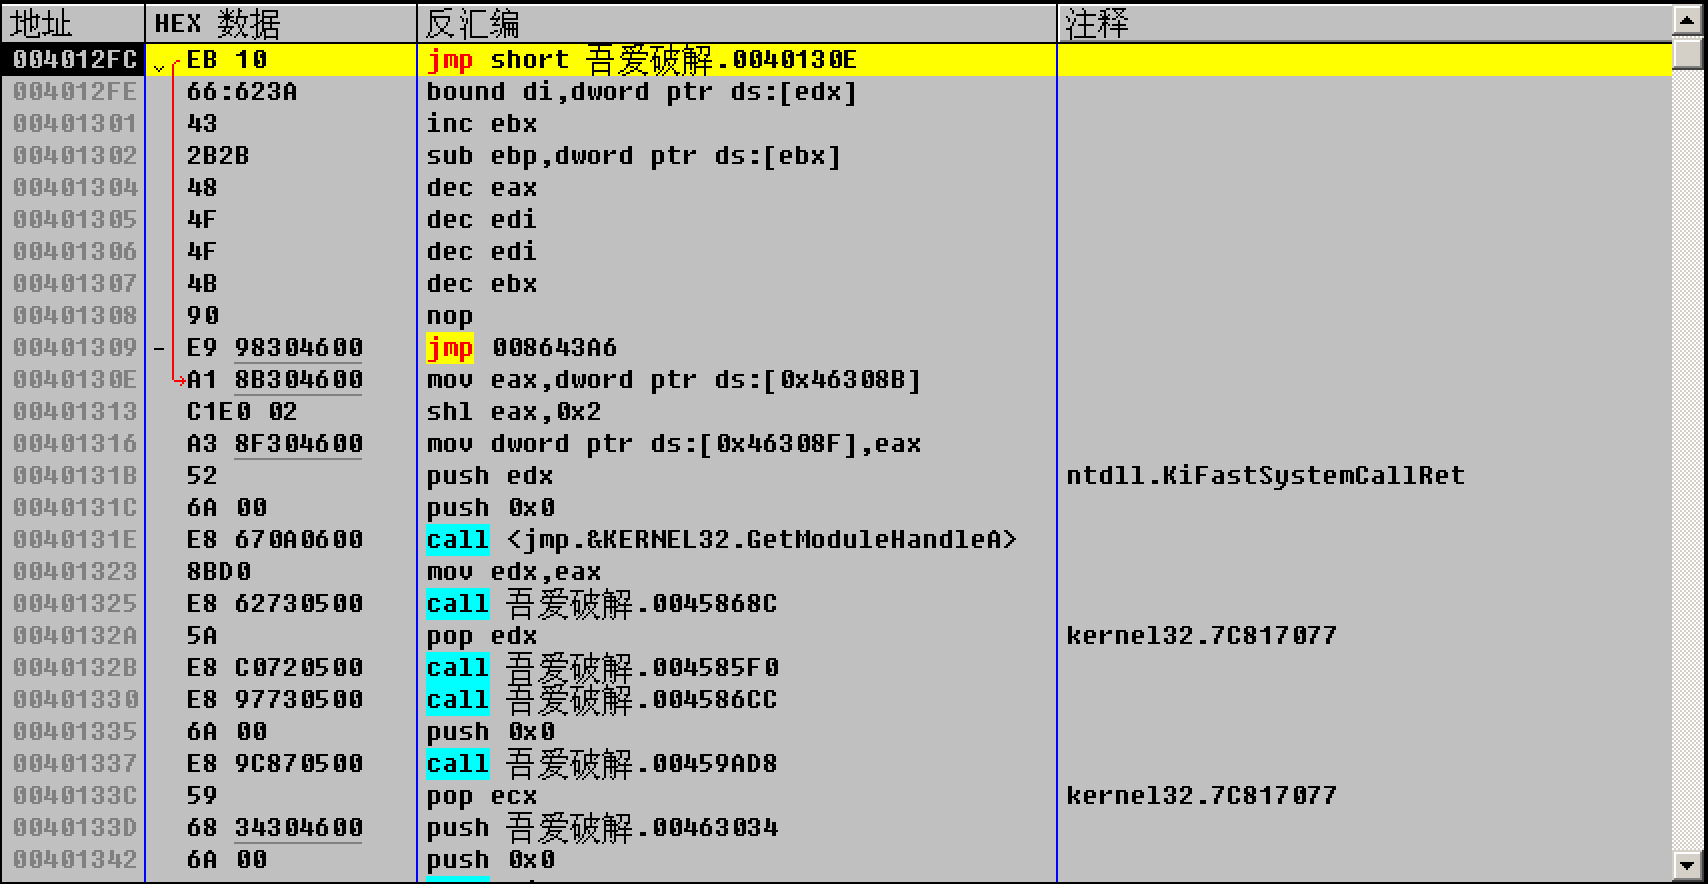 地址 HEX 数据 反汇编 注释
004012FC EB 10 jmp short 吾爱破解.0040130E
004012FE 66:623A bound di,dword ptr ds:[edx]
00401301 43 inc ebx
00401302 2B2B sub ebp,dword ptr ds:[ebx]
00401304 48 dec eax
00401305 4F dec edi
00401306 4F dec edi
00401307 4B dec ebx
00401308 90 nop
00401309 - E9 98304600 jmp 008643A6
0040130E A1 8B304600 mov eax,dword ptr ds:[0x46308B]
00401313 C1E0 02 shl eax,0x2
00401316 A3 8F304600 mov dword ptr ds:[0x46308F],eax
0040131B 52 push edx ntdll.KiFastSystemCallRet
0040131C 6A 00 push 0x0
0040131E E8 670A0600 call <jmp.&KERNEL32.GetModuleHandleA>
00401323 8BD0 mov edx,eax
00401325 E8 62730500 call 吾爱破解.0045868C
0040132A 5A pop edx kernel32.7C817077
0040132B E8 C0720500 call 吾爱破解.004585F0
00401330 E8 97730500 call 吾爱破解.004586CC
00401335 6A 00 push 0x0
00401337 E8 9C870500 call 吾爱破解.00459AD8
0040133C 59 pop ecx kernel32.7C817077
0040133D 68 34304600 push 吾爱破解.00463034
00401342 6A 00 push 0x0